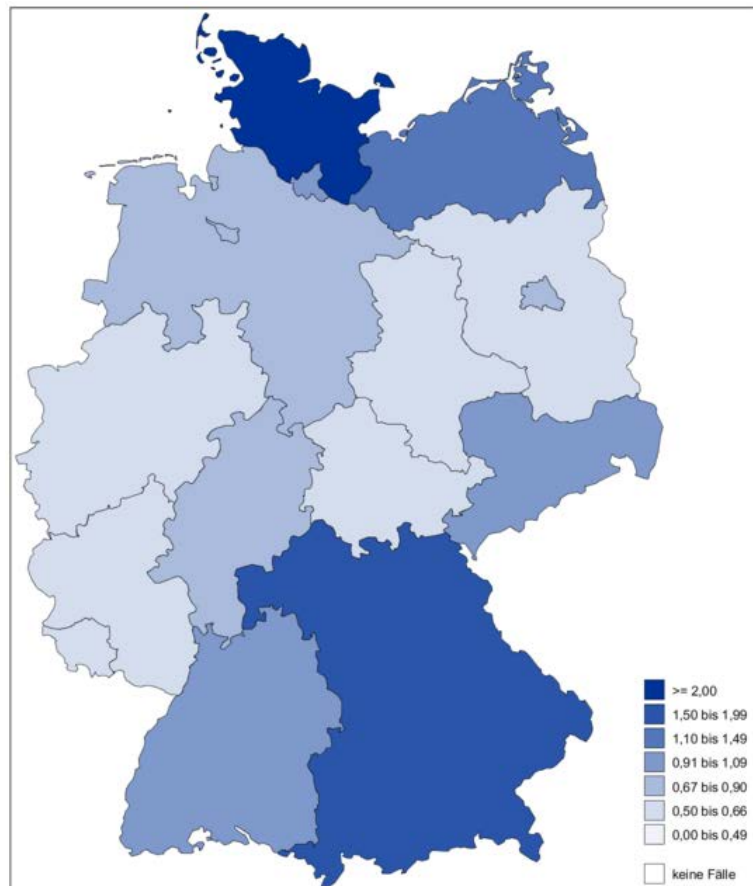 >= 2,00
1,50 bis 1,99
1,10 bis 1,49
0,91 bis 1,09
0,67 bis 0,90
0,50 bis 0,66
0,00 bis 0,49
keine Fälle